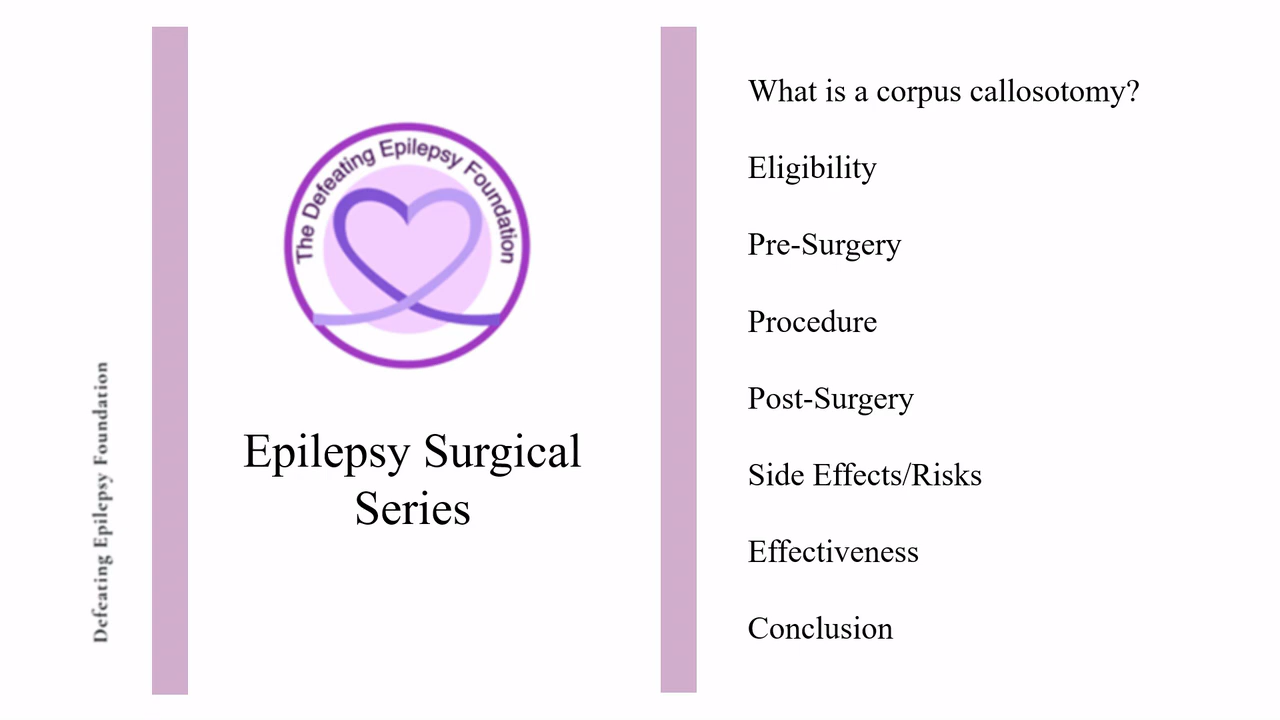 Defeating Epilepsy Foundation
The Defeating Epilepsy Foundation
Epilepsy Surgical
Series
What is a corpus callosotomy?
Eligibility
Pre-Surgery
Procedure
Post-Surgery
Side Effects/Risks
Effectiveness
Conclusion